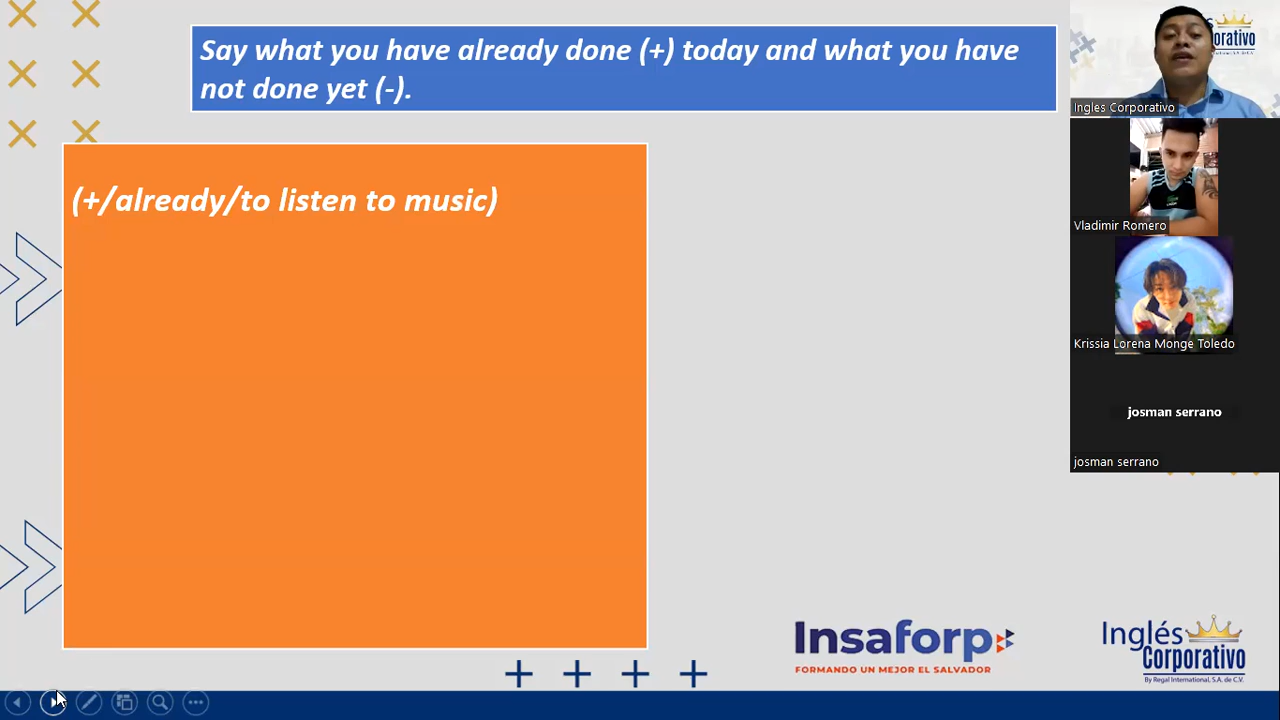 Say what you have already done (+) today and what you have
not done yet (-).
(+/already/to listen to music)
Ingles Corporativo
Vladimir Romero
Krissia Lorena Monge Toledo
josman serrano
josman serrano
Insaforp
FORMANDO UN MEJOR EL SALVADOR
Inglés
Corporativo
By Regal International, S.A. de C.V.